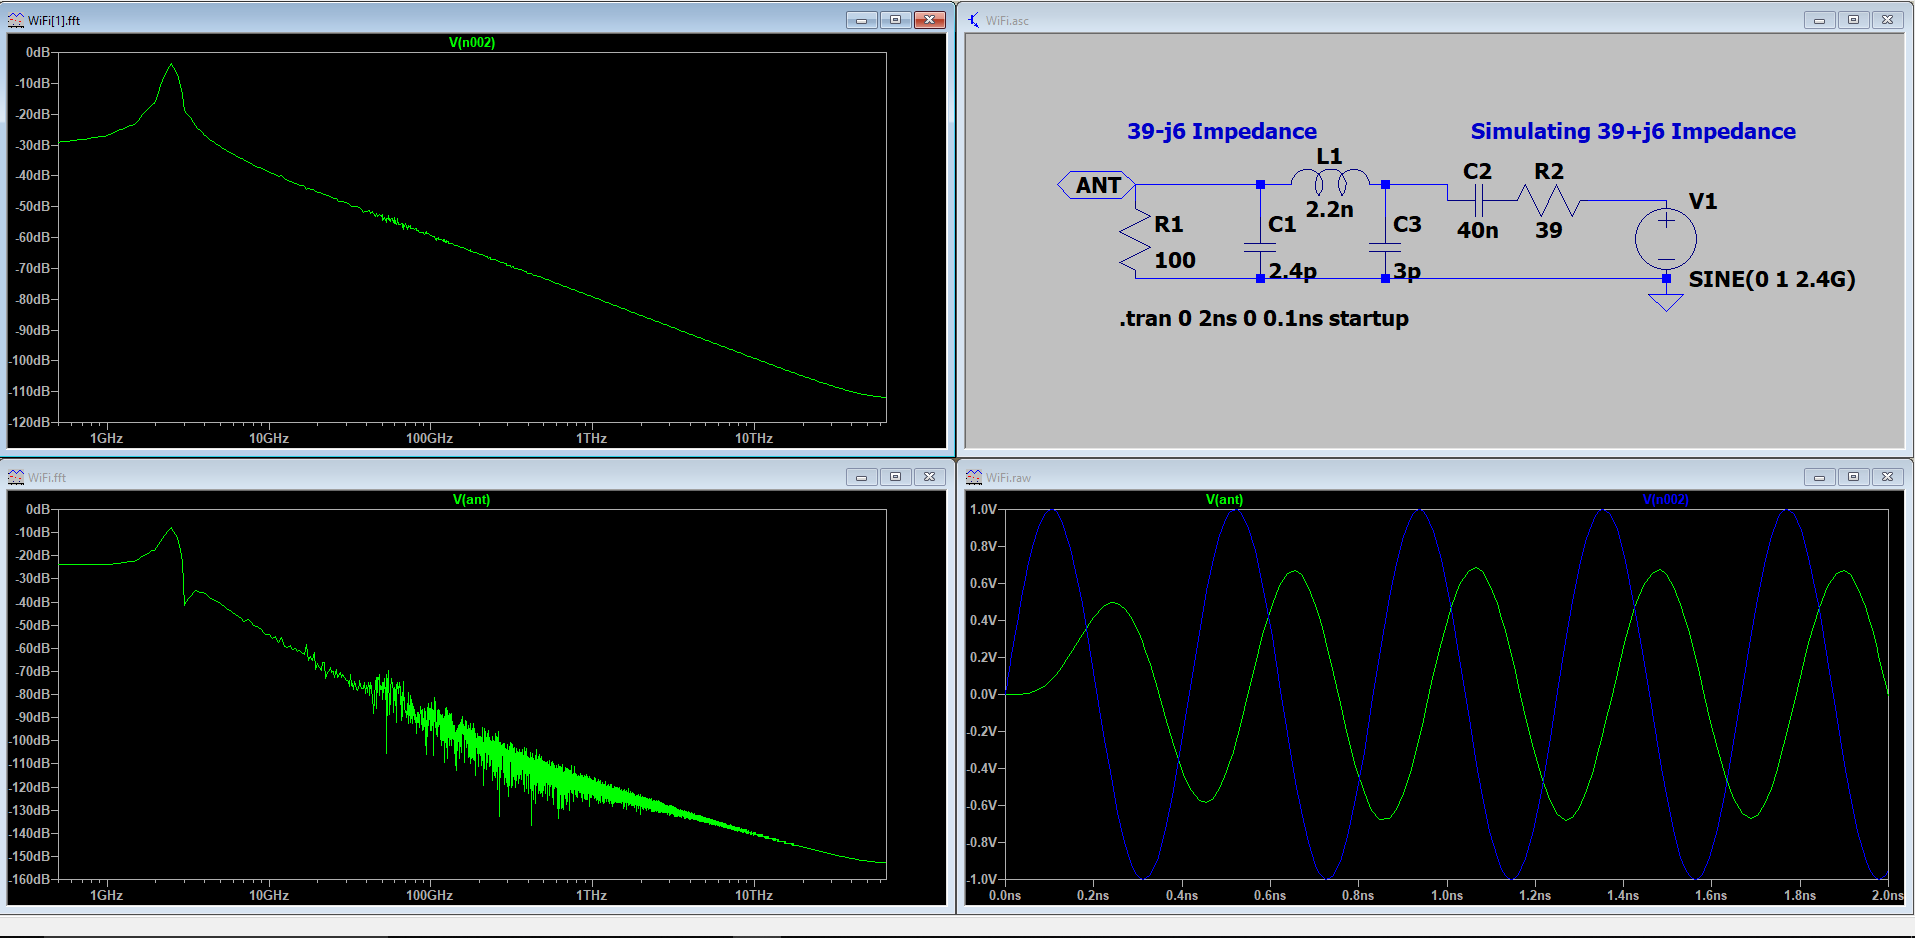 WiFi[1].fft
V(n002)
0dB
-10dB
-20dB
-30dB
-40dB
-50dB
-60dB
-70dB
-80dB
-90dB
-100dB
-110dB
-120dB
1GHz 10GHz 100GHz 1THz 10THz
WiFi.asc
39-j6 Impedance
Simulating 39+j6 Impedance
ANT
R1
100
C1
2.4p
L1
2.2n
C3
3p
C2
40n
R2
39
V1
SINE(0 1 2.4G)
.tran 0 2ns 0 0.1ns startup
WiFi.fft
V(ant)
0dB
-10dB
-20dB
-30dB
-40dB
-50dB
-60dB
-70dB
-80dB
-90dB
-100dB
-110dB
-120dB
-130dB
-140dB
-150dB
-160dB
1GHz 10GHz 100GHz 1THz 10THz
WiFi.raw
V(ant) V(n002)
1.0V
0.8V
0.6V
0.4V
0.2V
0.0V
-0.2V
-0.4V
-0.6V
-0.8V
-1.0V
0.0ns 0.2ns 0.4ns 0.6ns 0.8ns 1.0ns 1.2ns 1.4ns 1.6ns 1.8ns 2.0ns